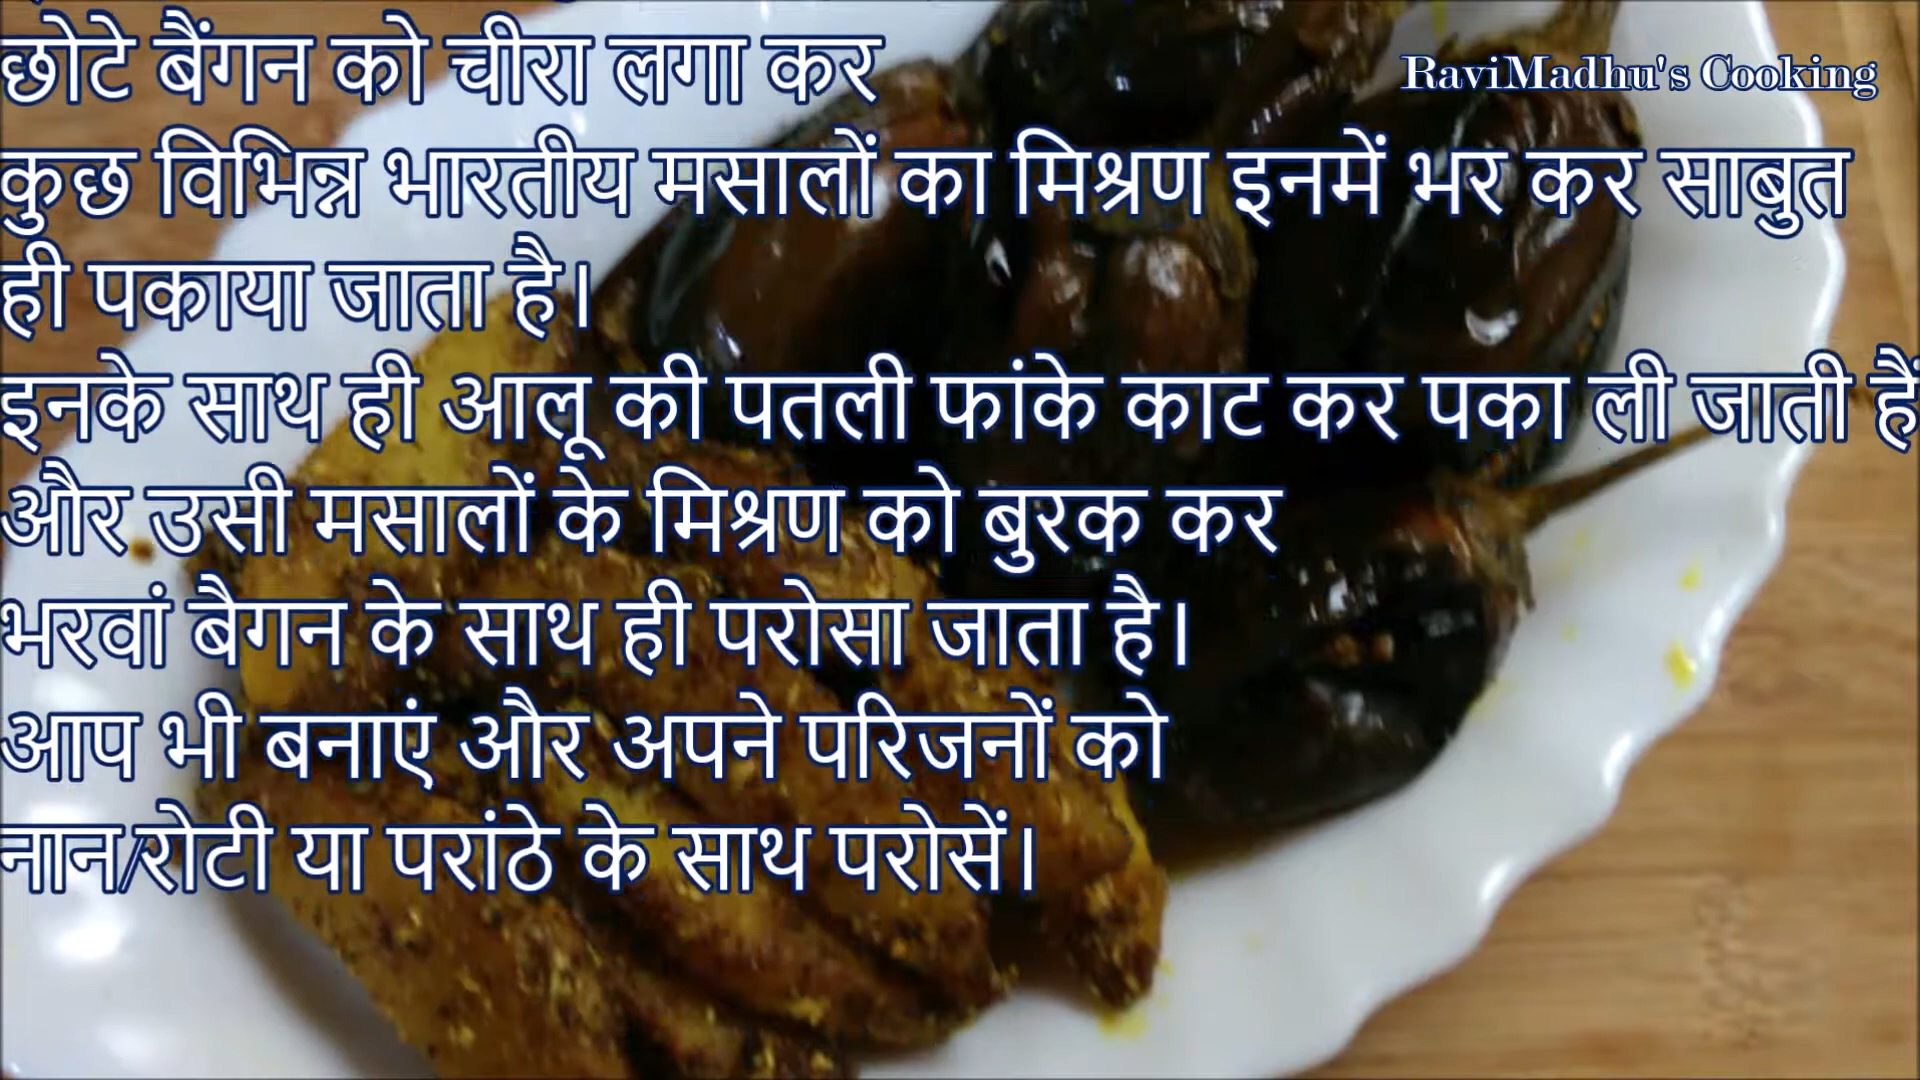 छोटे बैंगन को चीरा लगा कर
RaviMadhu's Cooking
कुछ विभिन्न भारतीय मसालों का मिश्रण इनमें भर कर साबुत
ही पकाया जाता है।
इनके साथ ही आलू की पतली फांके काट कर पका ली जाती हैं
और उसी मसालों के मिश्रण को बुरक कर
भरवां बैगन के साथ ही परोसा जाता है।
आप भी बनाएं और अपने परिजनों को
नान/रोटी या परांठे के साथ परोसें।